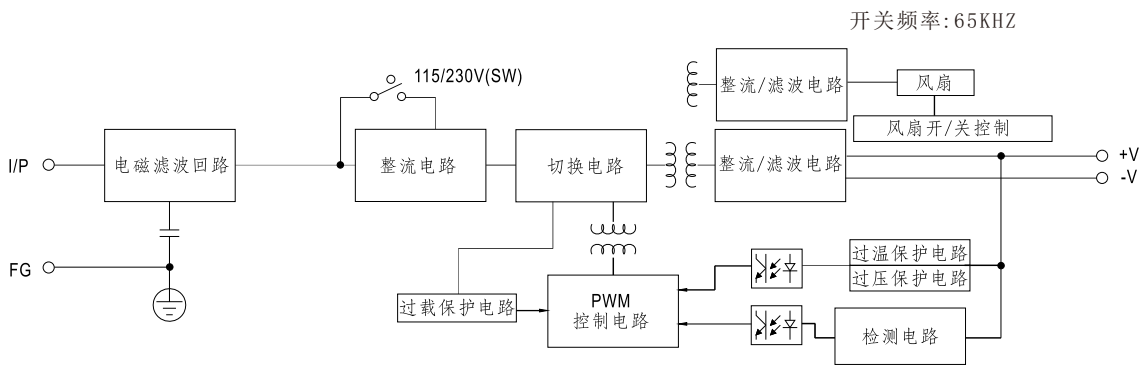 开关频率:65KHZ
115/230V(SW)
整流/滤波电路
风扇
风扇开/关控制
I/P
电磁滤波回路
整流电路
切换电路
整流/滤波电路
+V
-V
FG
过载保护电路
PWM
控制电路
过温保护电路
过压保护电路
检测电路